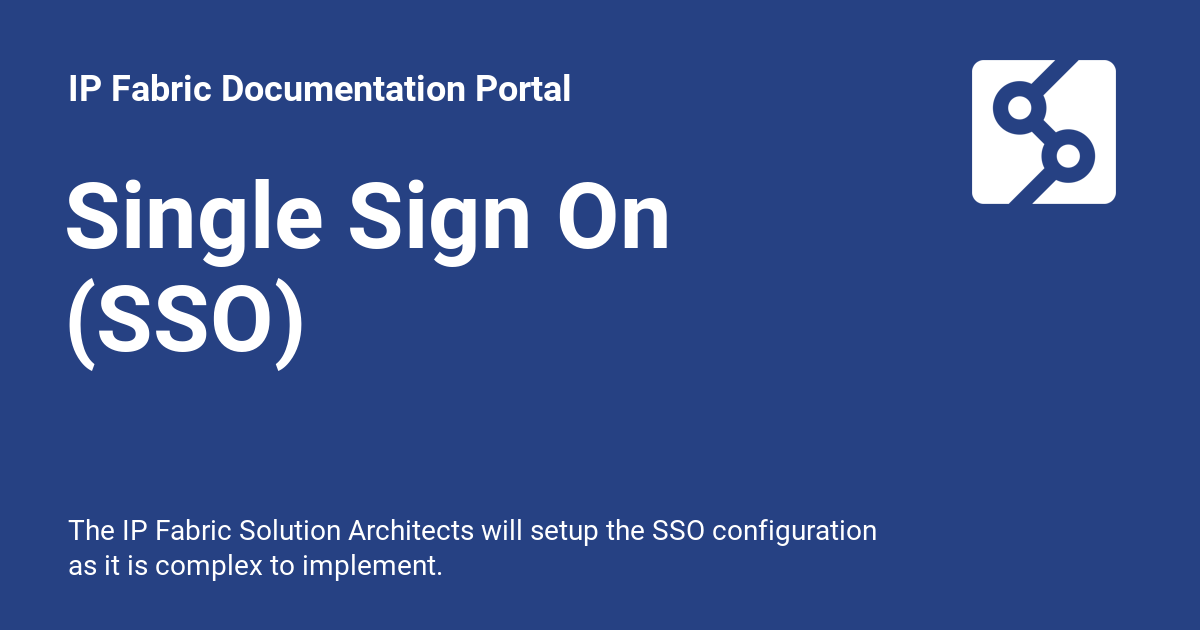 IP Fabric Documentation Portal
Single Sign On
(SSO)
The IP Fabric Solution Architects will setup the SSO configuration
as it is complex to implement.